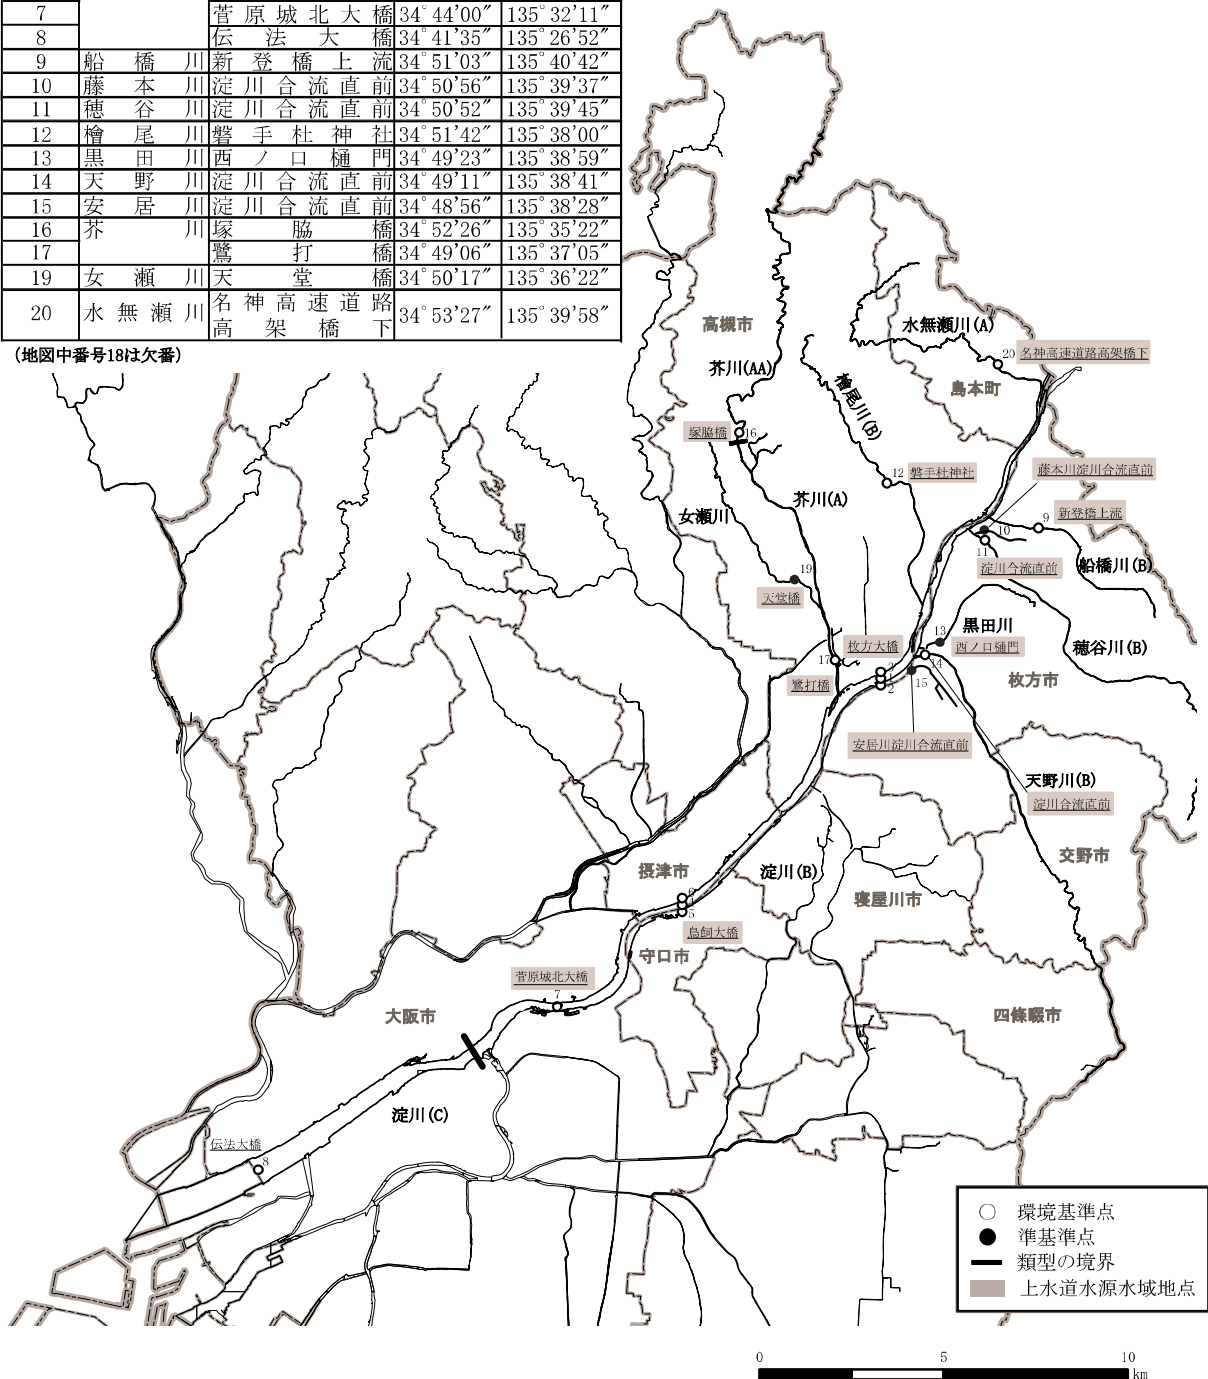 7 菅原城北大橋 34°44'00" 135°32'11"
8 伝法大橋 34°41'35" 135°26'52"
9 船橋川 新登橋上流 34°51'03" 135°40'42"
10 藤本川 淀川合流直前 34°50'56" 135°39'37"
11 穂谷川 淀川合流直前 34°50'52" 135°39'45"
12 檜尾川 磐手杜神社 34°51'42" 135°38'00"
13 黒田川 西ノ口樋門 34°49'23" 135°38'59"
14 天野川 淀川合流直前 34°49'11" 135°38'41"
15 安居川 淀川合流直前 34°48'56" 135°38'28"
16 芥川 塚脇橋 34°52'26" 135°35'22"
17 鷺打橋 34°49'06" 135°37'05"
19 女瀬川 天堂橋 34°50'17" 135°36'22"
20 水無瀬川 名神高速道路高架橋下 34°53'27" 135°39'58"
(地図中番号18は欠番)
高槻市
水無瀬川(A)
20 名神高速道路高架橋下
芥川(AA)
島本町
檜尾川(B)
塚脇橋 16
藤本川淀川合流直前
12 磐手杜神社
芥川(A)
女瀬川
新登橋上流
9
10
11
淀川合流直前
船橋川(B)
19
天堂橋
黒田川
13
枚方大橋
西ノ口樋門
穂谷川(B)
17
14
3
1
2
15
枚方市
鷺打橋
安居川淀川合流直前
天野川(B)
淀川合流直前
交野市
摂津市
淀川(B)
寝屋川市
6
4
5
鳥飼大橋
守口市
菅原城北大橋
7
大阪市
四條畷市
淀川(C)
伝法大橋
8
環境基準点
準基準点
類型の境界
上水道水源水域地点
0 5 10
km